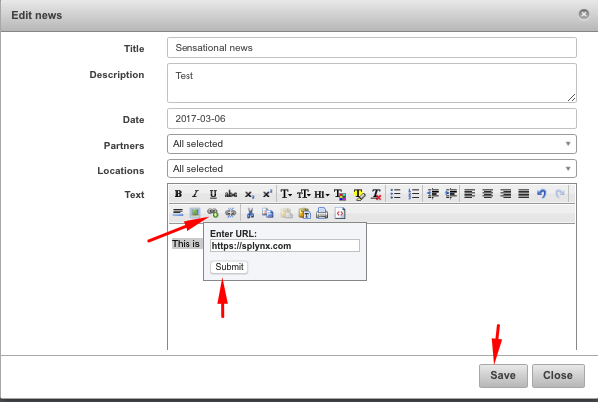 Edit news
Title Sensational news
Description Test
Date 2017-03-06
Partners All selected
Locations All selected
Text B I U abc x₂ x² T T H1 T T T
This is
Enter URL:
https://splynx.com
Submit
Save Close